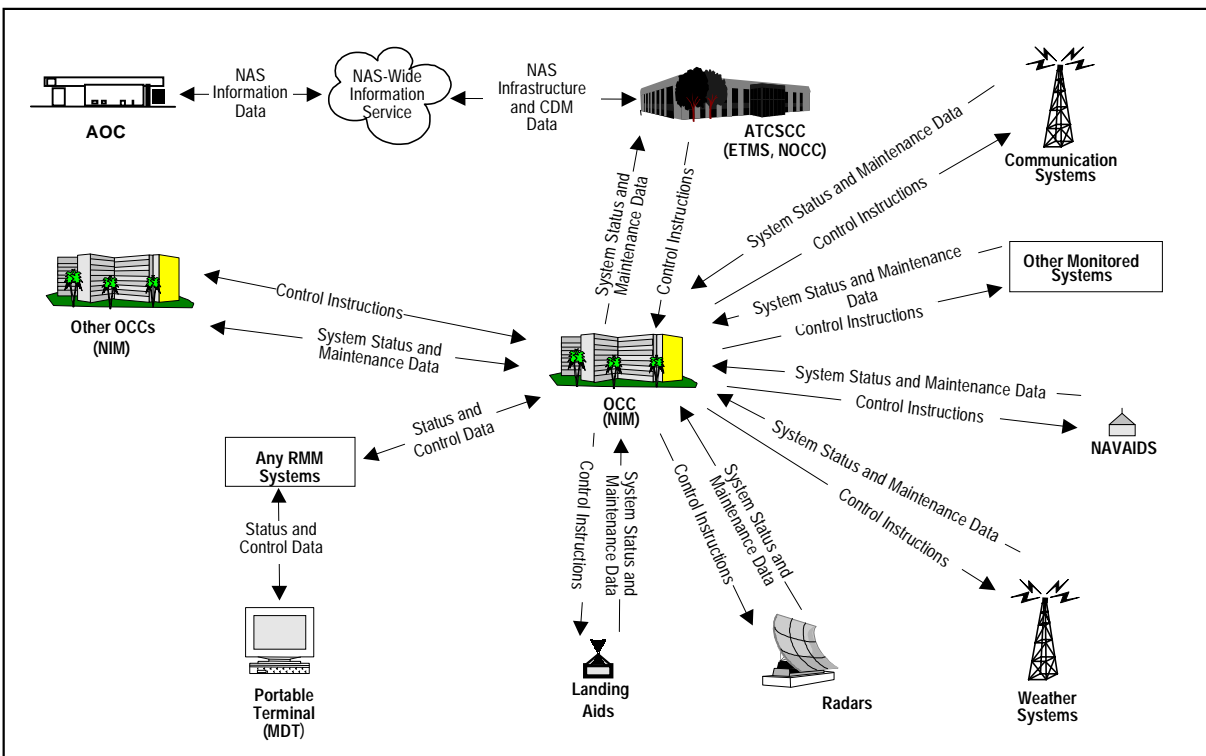 AOC
NAS
Information
Data
NAS-Wide
Information
Service
NAS
Infrastructure
and CDM
Data
ATCSCC
(ETMS, NOCC)
Communication
Systems
System Status and Maintenance Data
Control Instructions
System Status and
Maintenance Data
Control Instructions
Other Monitored
Systems
System Status and Maintenance
Data
Control Instructions
Other OCCs
(NIM)
Control Instructions
System Status and
Maintenance Data
OCC
(NIM)
System Status and Maintenance Data
Control Instructions
NAVAIDS
Status and
Control Data
Any RMM
Systems
Status and
Control Data
Portable
Terminal
(MDT)
Control Instructions
System Status and
Maintenance Data
Landing
Aids
Control Instructions
System Status and
Maintenance Data
Radars
System Status and Maintenance Data
Control Instructions
Weather
Systems